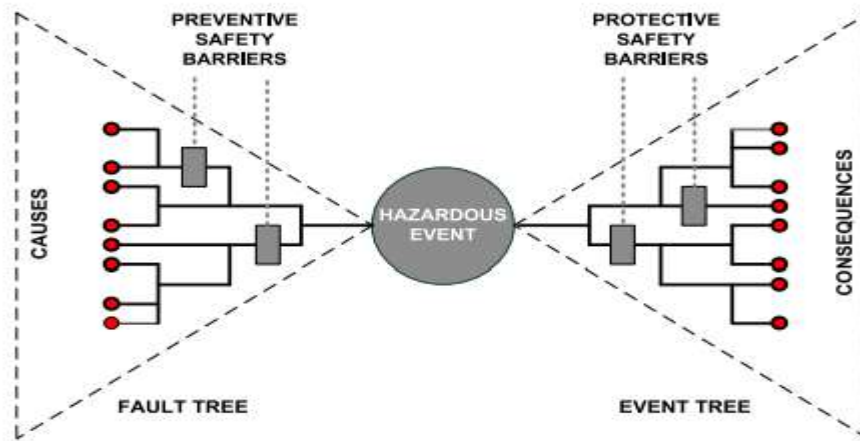 PREVENTIVE
SAFETY
BARRIERS
PROTECTIVE
SAFETY
BARRIERS
CAUSES
HAZARDOUS
EVENT
CONSEQUENCES
FAULT TREE
EVENT TREE